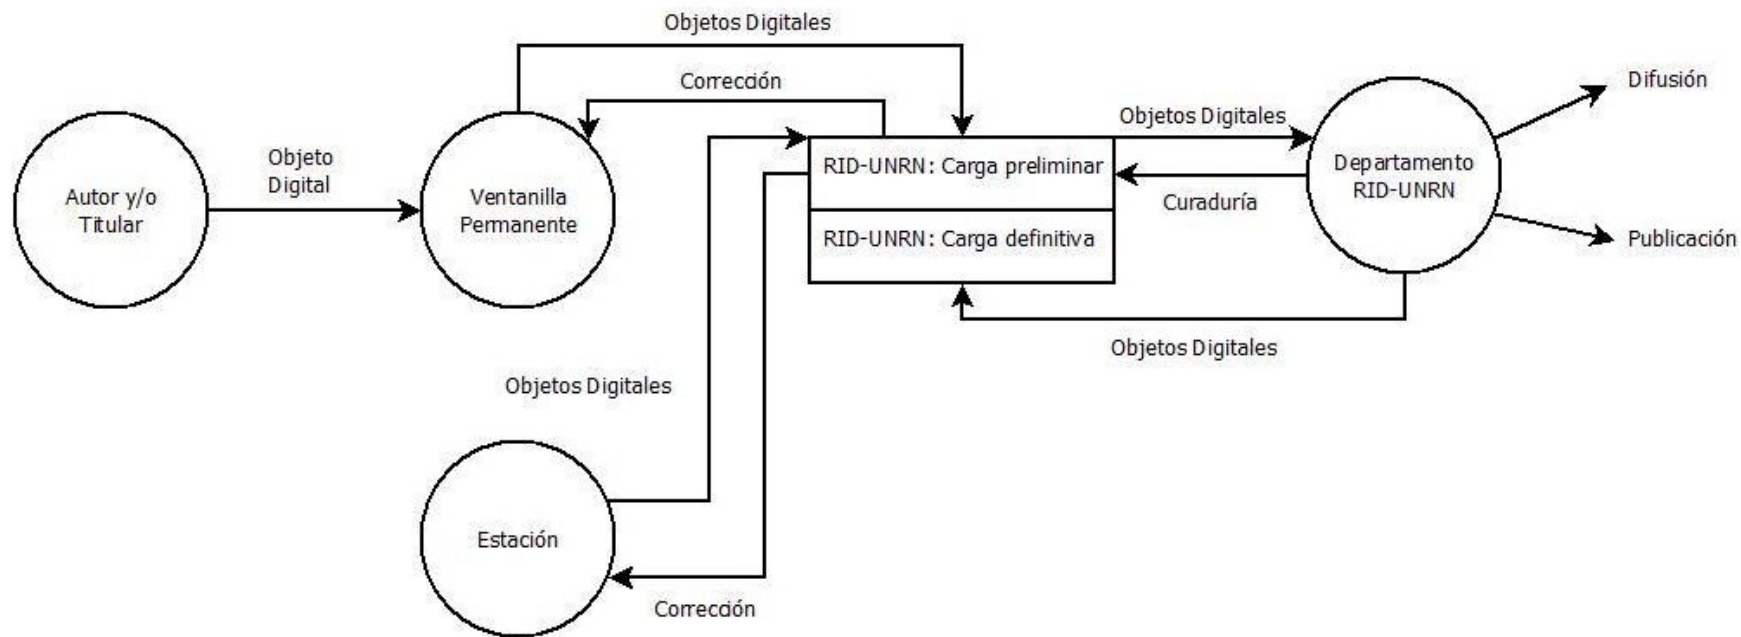 Objetos Digitales
Corrección
Difusión
Objetos Digitales
Objeto
Digital
Autor y/o
Titular
Ventanilla
Permanente
RID-UNRN: Carga preliminar
RID-UNRN: Carga definitiva
Departamento
RID-UNRN
Curaduría
Publicación
Objetos Digitales
Objetos Digitales
Estación
Corrección